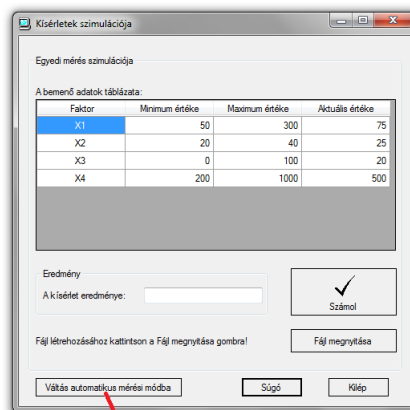 Kísérletek szimulációja
Egyedi mérés szimulációja
A bemenő adatok táblázata:
Faktor Minimum értéke Maximum értéke Aktuális értéke
X1 50 300 75
X2 20 40 25
X3 0 100 20
X4 200 1000 500
Eredmény
A kísérlet eredménye:
Számol
Fájl létrehozásához kattintson a Fájl megnyitása gombra!
Fájl megnyitása
Váltás automatikus mérési módba
Súgó
Kilép